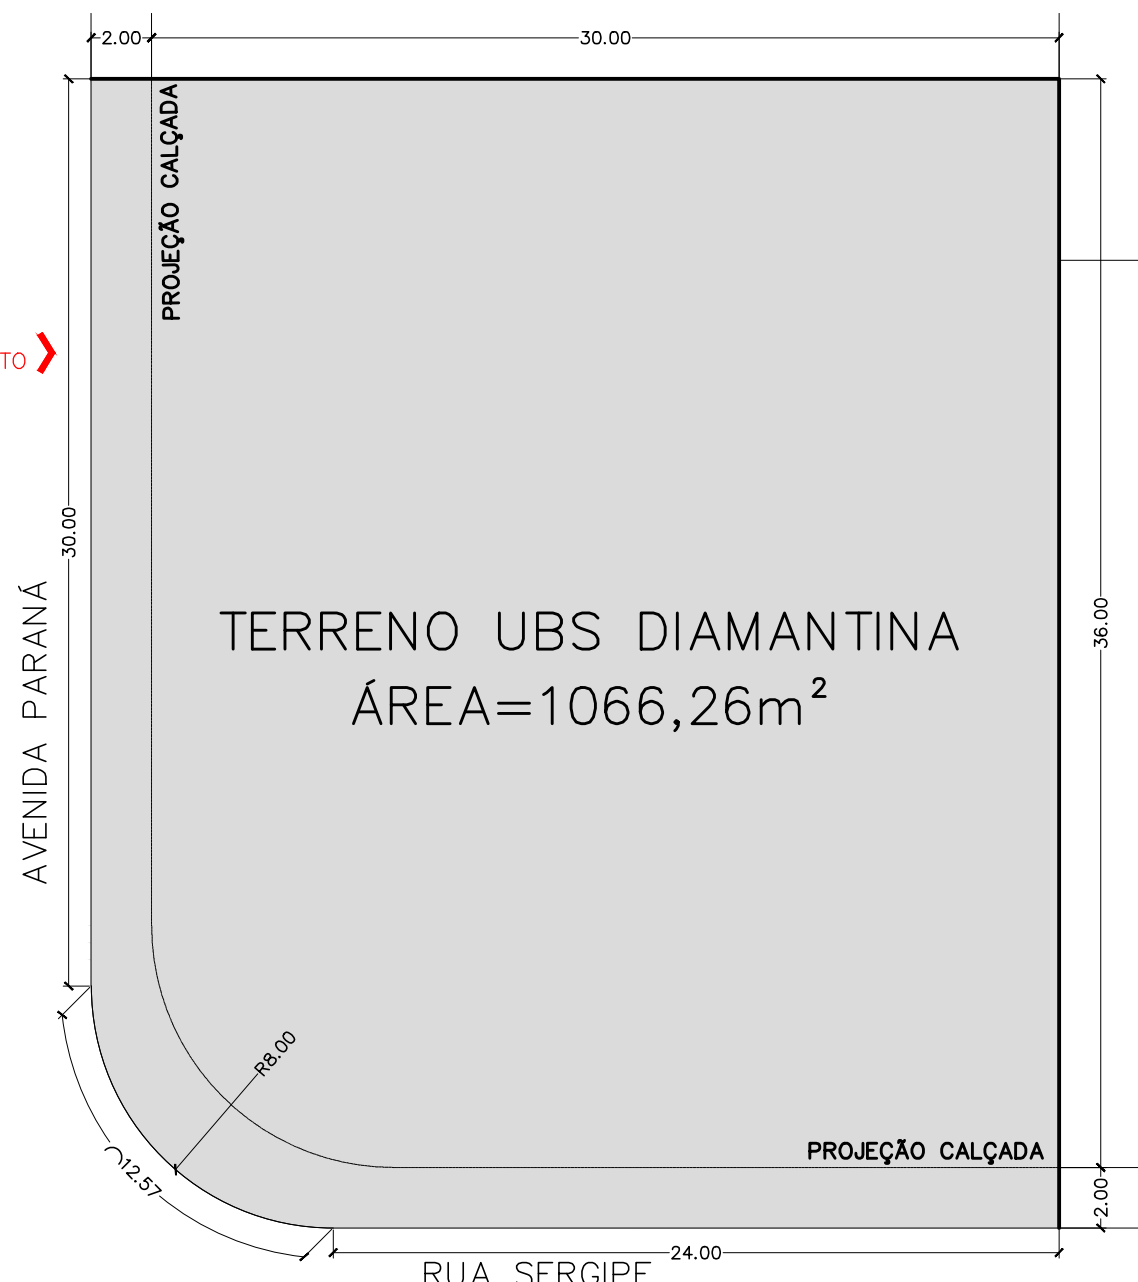 2.00
30.00
PROJEÇÃO CALÇADA
TO
30.00
AVENIDA PARANÁ
TERRENO UBS DIAMANTINA
ÁREA=1066,26m²
36.00
R8.00
12.57
PROJEÇÃO CALÇADA
2.00
24.00
RUA SERGIPE